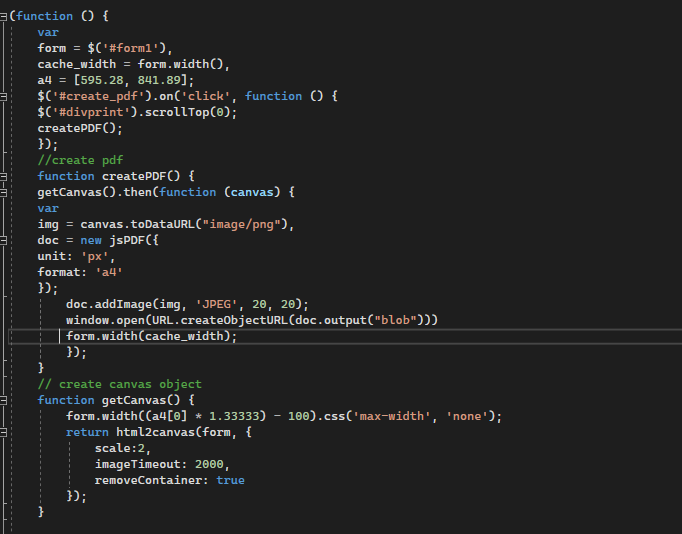 (function () {
var
form = $('#form1'),
cache_width = form.width(),
a4 = [595.28, 841.89];
$('#create_pdf').on('click', function () {
$('#divprint').scrollTop(0);
createPDF();
});
//create pdf
function createPDF() {
getCanvas().then(function (canvas) {
var
img = canvas.toDataURL("image/png"),
doc = new jsPDF({
unit: 'px',
format: 'a4'
});
doc.addImage(img, 'JPEG', 20, 20);
window.open(URL.createObjectURL(doc.output("blob")))
form.width(cache_width);
});
}
// create canvas object
function getCanvas() {
form.width((a4[0] * 1.33333) - 100).css('max-width', 'none');
return html2canvas(form, {
scale:2,
imageTimeout: 2000,
removeContainer: true
});
}